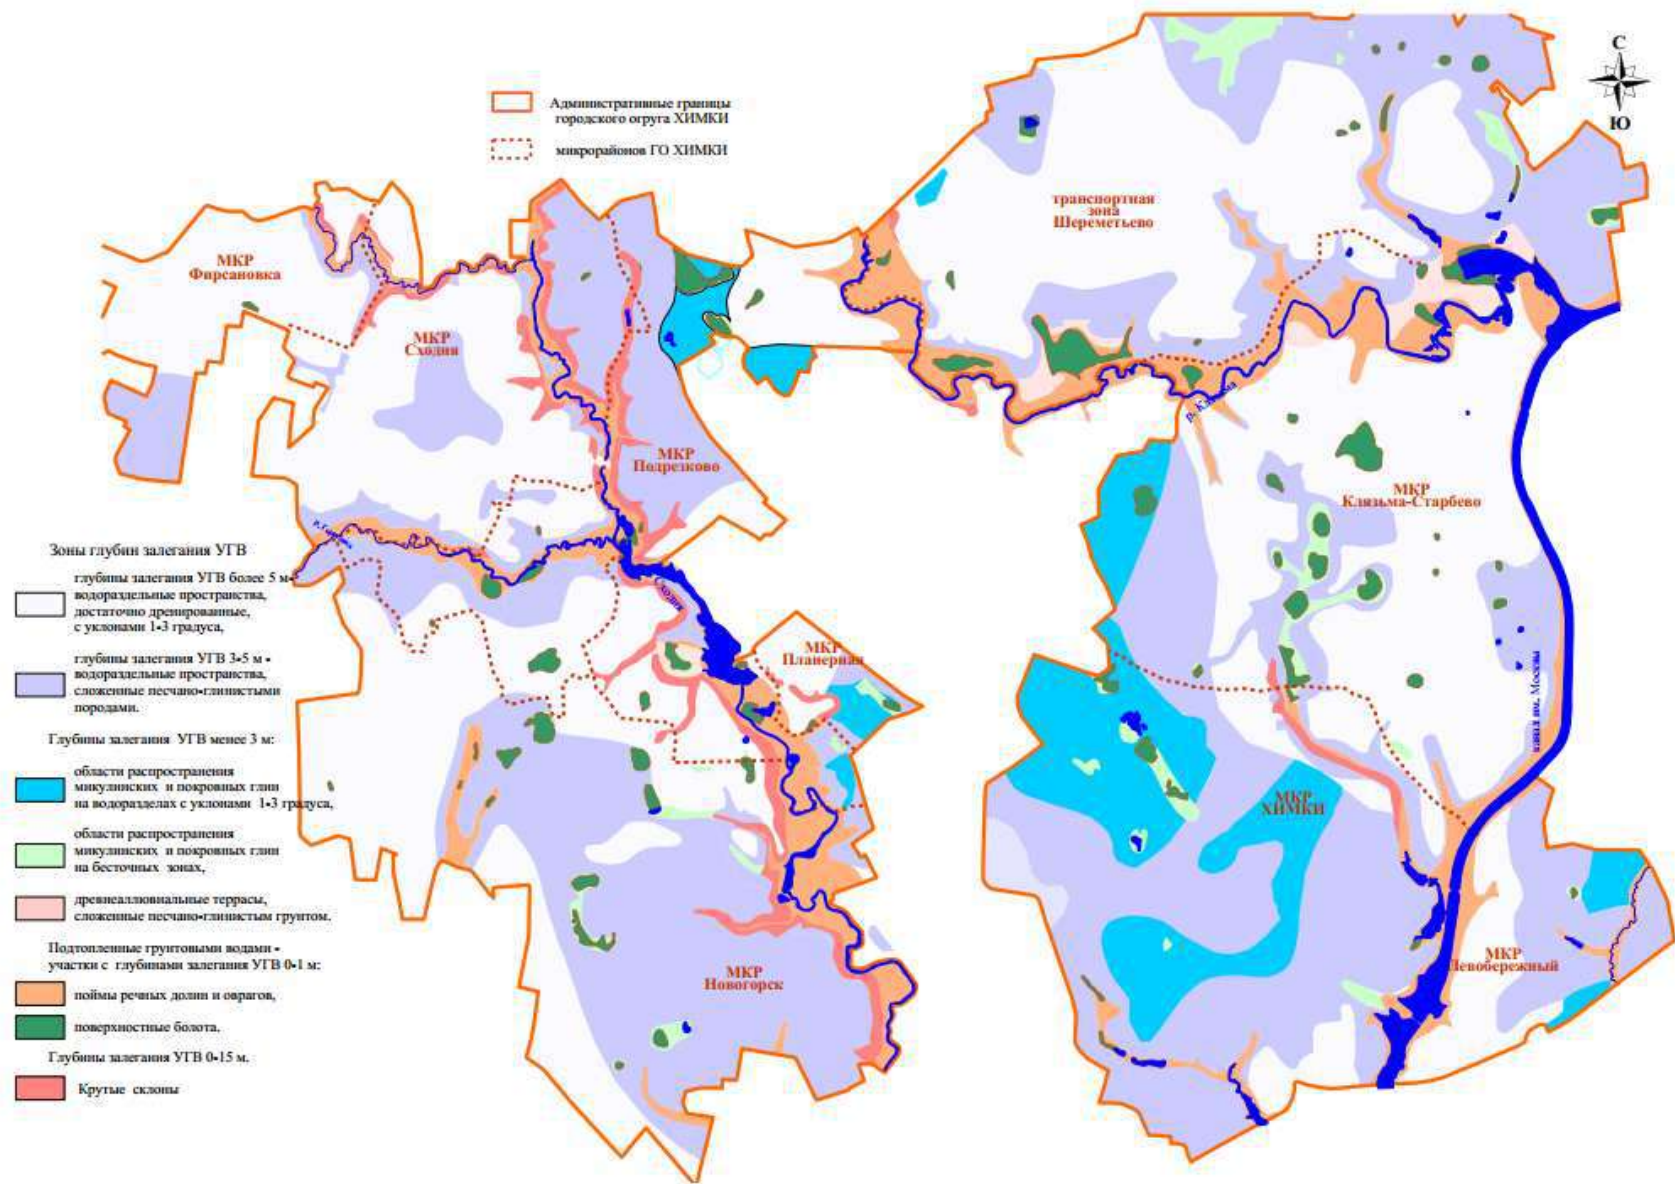 С
Ю
Административные границы
городского округа ХИМКИ
микрорайонов ГО ХИМКИ
транспортная
зона
Шереметьево
МКР
Фирсановка
МКР
Сходня
МКР
Подрезково
р. Клязьма
МКР
Клязьма-Старбево
МКР
Планерная
р. Сходня
канал им. Москвы
МКР
ХИМКИ
МКР
Левобережный
МКР
Новогорск
Зоны глубин залегания УГВ
глубины залегания УГВ более 5 м-
водораздельные пространства,
достаточно дренированные,
с уклонами 1-3 градуса,
глубины залегания УГВ 3-5 м -
водораздельные пространства,
сложенные песчано-глинистыми
породами.
Глубины залегания УГВ менее 3 м:
области распространения
микулинских и покровных глин
на водоразделах с уклонами 1-3 градуса,
области распространения
микулинских и покровных глин
на бесточных зонах,
древнеаллювиальные террасы,
сложенные песчано-глинистым грунтом.
Подтопленные грунтовыми водами -
участки с глубинами залегания УГВ 0-1 м:
поймы речных долин и оврагов,
поверхностные болота.
Глубины залегания УГВ 0-15 м.
Крутые склоны